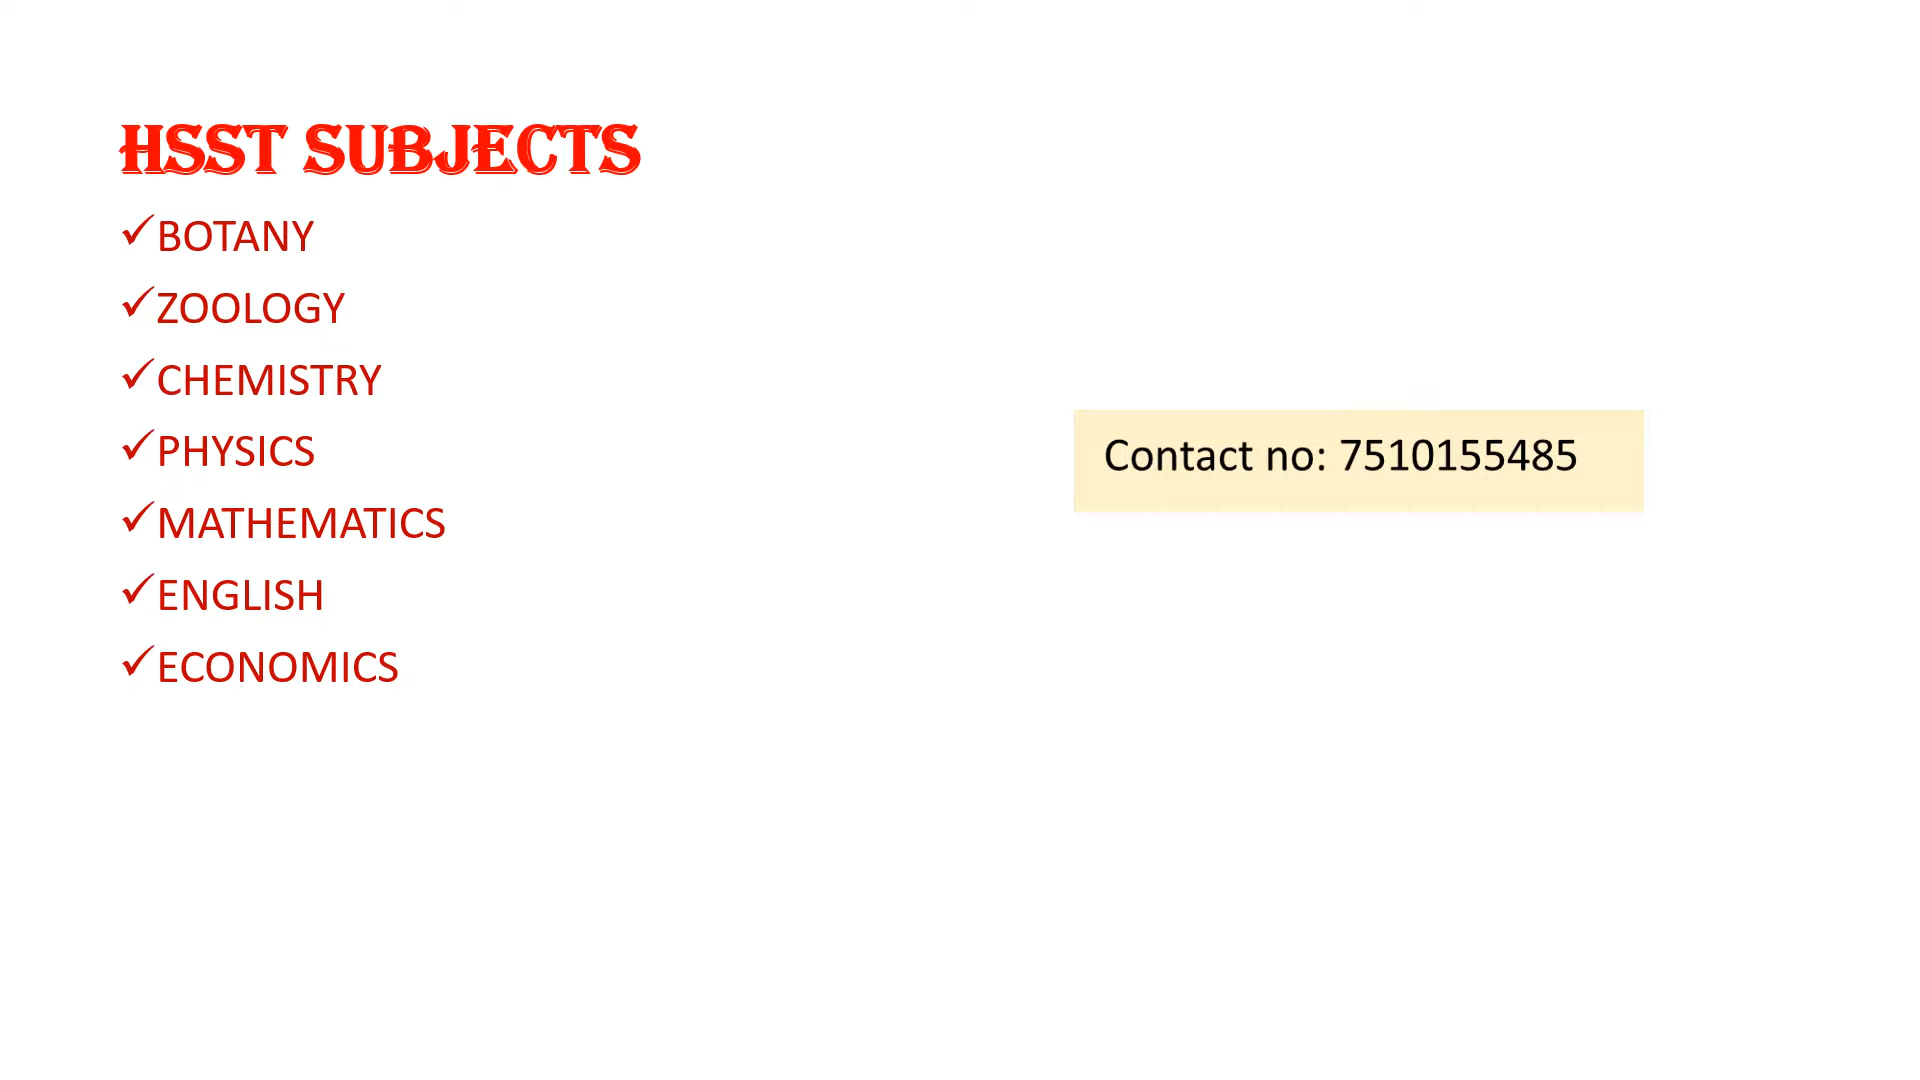 HSST SUBJECTS
✓BOTANY
✓ZOOLOGY
✓CHEMISTRY
✓PHYSICS
✓MATHEMATICS
✓ENGLISH
✓ECONOMICS
Contact no: 7510155485